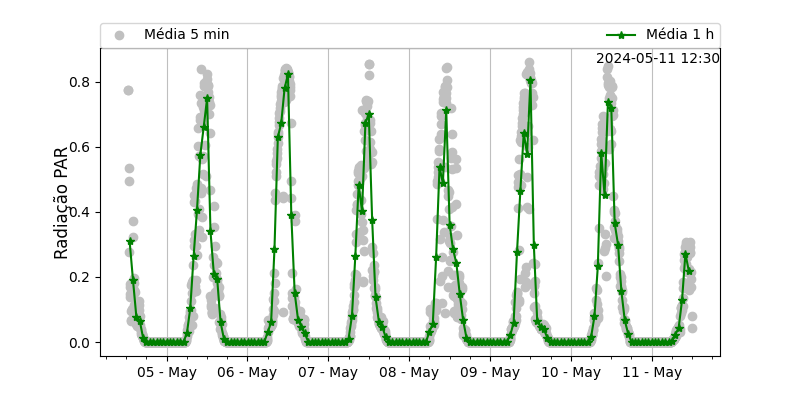 Média 5 min
Média 1 h
2024-05-11 12:30
Radiação PAR
0.8
0.6
0.4
0.2
0.0
05 - May
06 - May
07 - May
08 - May
09 - May
10 - May
11 - May